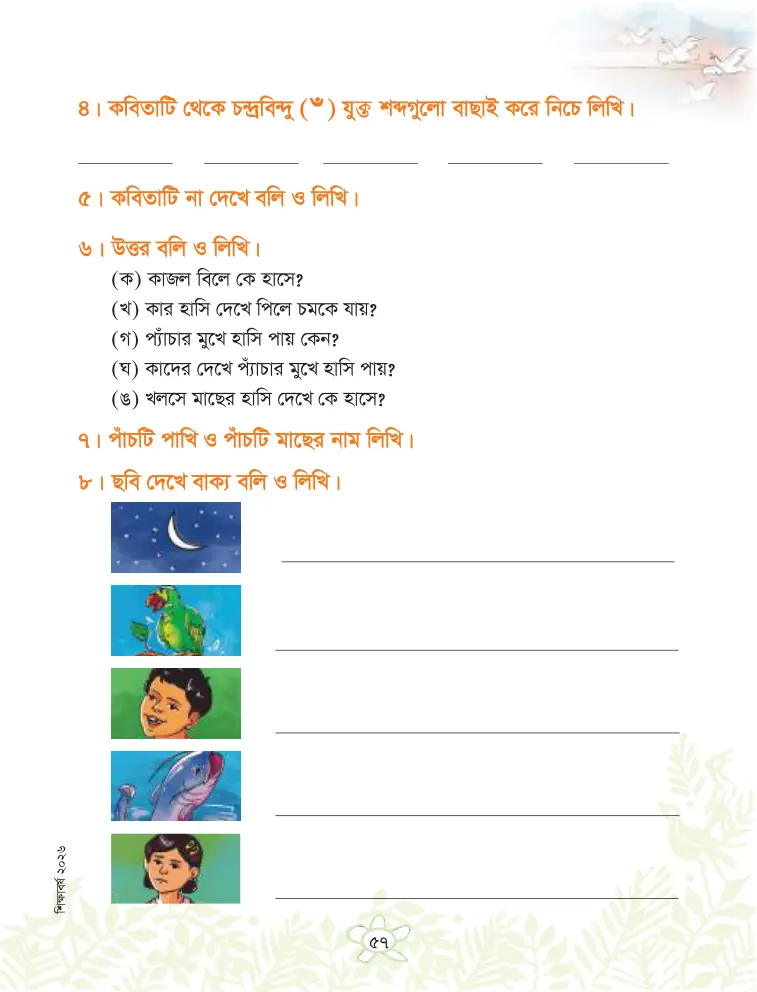 ৪। কবিতাটি থেকে চন্দ্রবিন্দু ( ঁ ) যুক্ত শব্দগুলো বাছাই করে নিচে লিখি।
৫। কবিতাটি না দেখে বলি ও লিখি।
৬। উত্তর বলি ও লিখি।
(ক) কাজল বিলে কে হাসে?
(খ) কার হাসি দেখে পিলে চমকে যায়?
(গ) প্যাঁচার মুখে হাসি পায় কেন?
(ঘ) কাদের দেখে প্যাঁচার মুখে হাসি পায়?
(ঙ) খলসে মাছের হাসি দেখে কে হাসে?
৭। পাঁচটি পাখি ও পাঁচটি মাছের নাম লিখি।
৮। ছবি দেখে বাক্য বলি ও লিখি।
শিক্ষাবর্ষ ২০২৬
৫৭